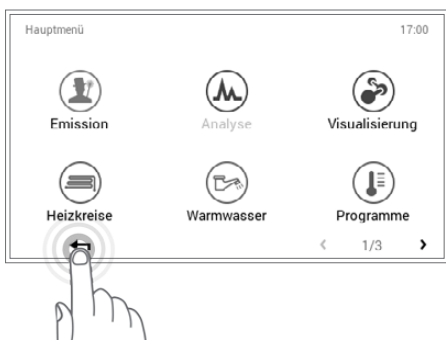 Hauptmenü 17:00
Emission Analyse Visualisierung
Heizkreise Warmwasser Programme
1/3